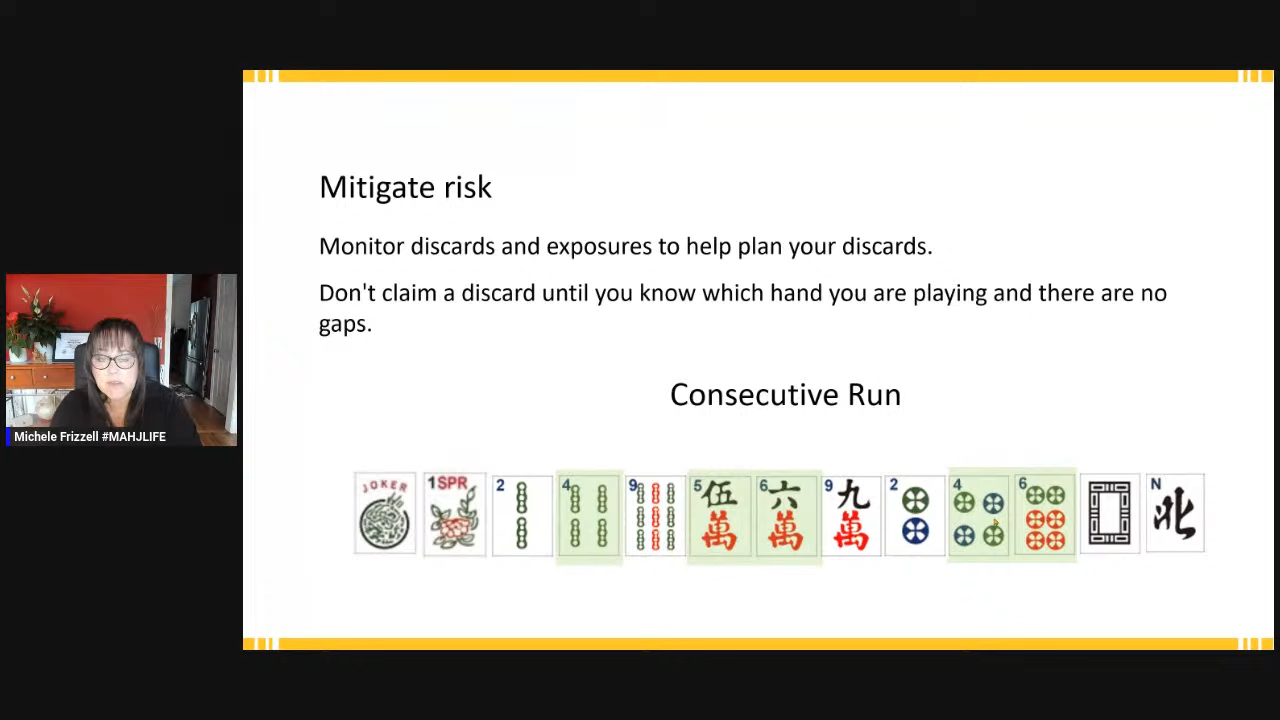 Mitigate risk
Monitor discards and exposures to help plan your discards.
Don't claim a discard until you know which hand you are playing and there are no
gaps.
Consecutive Run
JOKER 1 SPR 2 4 9 5 伍萬 6 六萬 9 九萬 2 4 6 N 北
Michele Frizzell #MAHJLIFE